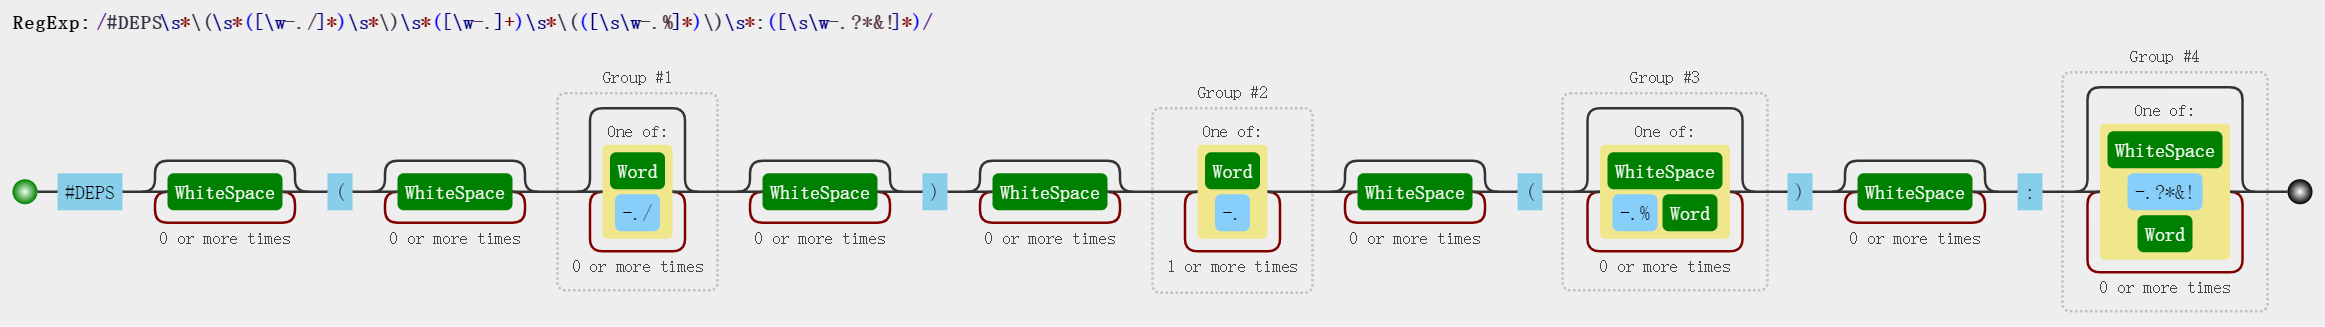 RegExp: /#DEPS\s*\(\s*([\w-./]*)\s*\)\s*([\w-.]+)\s*\(([\s\w-.%]*)\)\s*:([\s\w-.?*&!]*)/
Group #4
Group #1
Group #3
Group #2
One of:
One of:
One of:
One of:
WhiteSpace
Word
Word
WhiteSpace
#DEPS
WhiteSpace
(
WhiteSpace
WhiteSpace
)
WhiteSpace
WhiteSpace
(
)
WhiteSpace
:
-.?*&!
-./
-.
-.%
Word
Word
0 or more times
0 or more times
0 or more times
0 or more times
0 or more times
0 or more times
0 or more times
1 or more times
0 or more times
0 or more times